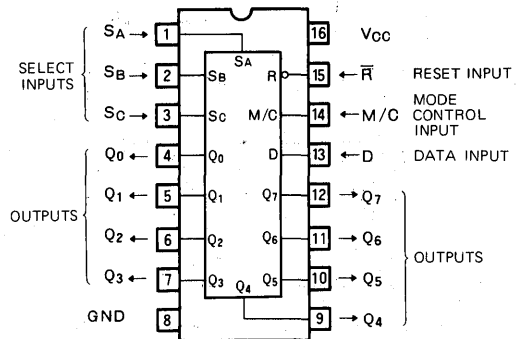 SA 1 SA 16 VCC
SELECT INPUTS
SB 2 SB R 15 R̅ RESET INPUT
SC 3 SC M/C 14 M/C MODE CONTROL INPUT
Q0 4 Q0 D 13 D DATA INPUT
Q1 5 Q1 Q7 12 Q7
OUTPUTS
Q2 6 Q2 Q6 11 Q6
OUTPUTS
Q3 7 Q3 Q5 10 Q5
GND 8 Q4 9 Q4